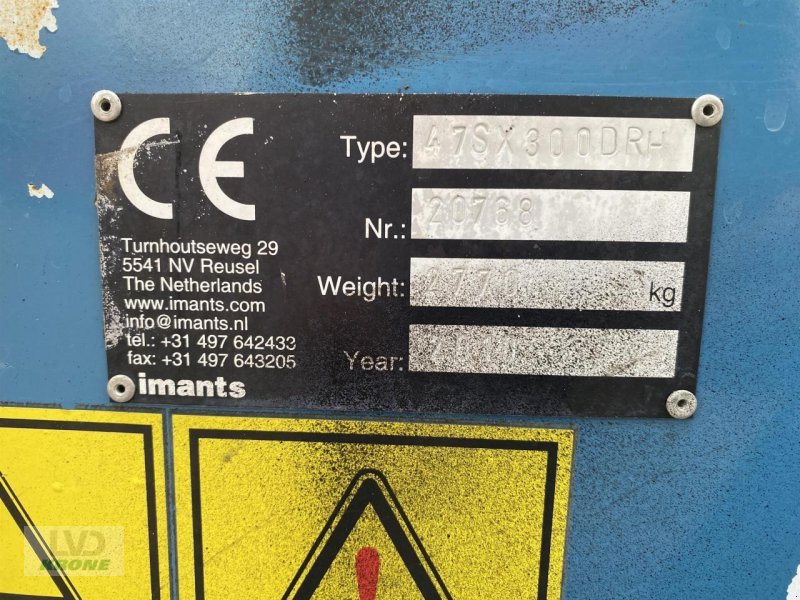 CE
Type: 47SX300DRH
Nr.: 20768
Weight: kg
Year:
Turnhoutseweg 29
5541 NV Reusel
The Netherlands
www.imants.com
info@imants.nl
tel.: +31 497 642433
fax: +31 497 643205
imants
LVD
KRONE